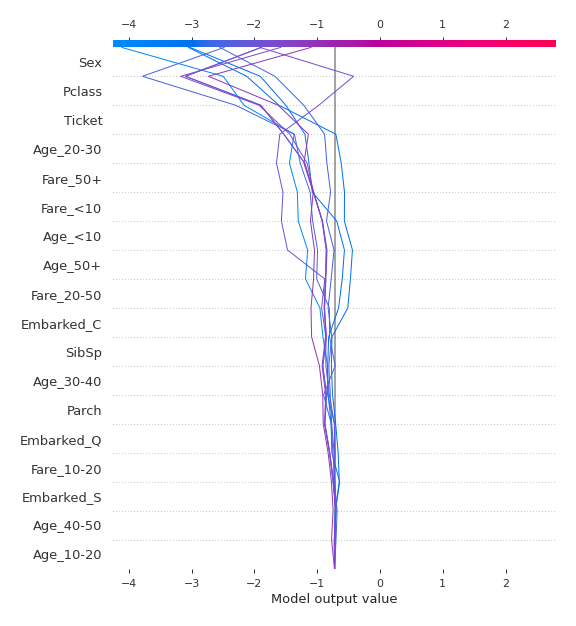 −4 −3 −2 −1 0 1 2
Sex
Pclass
Ticket
Age_20-30
Fare_50+
Fare_<10
Age_<10
Age_50+
Fare_20-50
Embarked_C
SibSp
Age_30-40
Parch
Embarked_Q
Fare_10-20
Embarked_S
Age_40-50
Age_10-20
−4 −3 −2 −1 0 1 2
Model output value